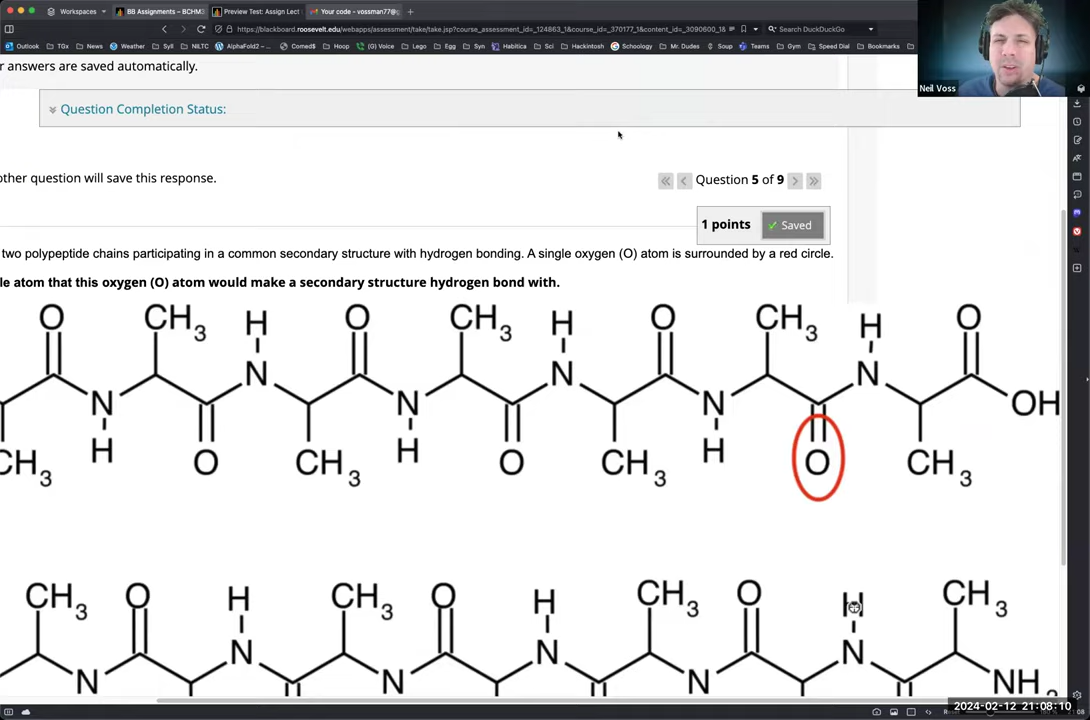 Workspaces
BB Assignments – BCHM3
Preview Test: Assign Lect
Your code - vossman77@g
https://blackboard.roosevelt.edu/webapps/assessment/take/take.jsp?course_assessment_id=_124863_1&course_id=_370177_1&content_id=_3090600_1&
Search DuckDuckGo
Outlook
TGx
News
Weather
Syll
NILTC
AlphaFold2 –...
Comed$
Hoop
(G) Voice
Lego
Egg
Syn
Habitica
Sci
Hackintosh
Schoology
Mr. Dudes
Soup
Teams
Gym
Speed Dial
Bookmarks
Neil Voss
r answers are saved automatically.
Question Completion Status:
other question will save this response.
Question 5 of 9
1 points
Saved
two polypeptide chains participating in a common secondary structure with hydrogen bonding. A single oxygen (O) atom is surrounded by a red circle.
le atom that this oxygen (O) atom would make a secondary structure hydrogen bond with.
O CH3 H O CH3 H O CH3 H O
N N N N N N OH
CH3 H O CH3 H O CH3 H O CH3
CH3 O H CH3 O H CH3 O H CH3
N N N N N N NH2
2024-02-12 21:08:10